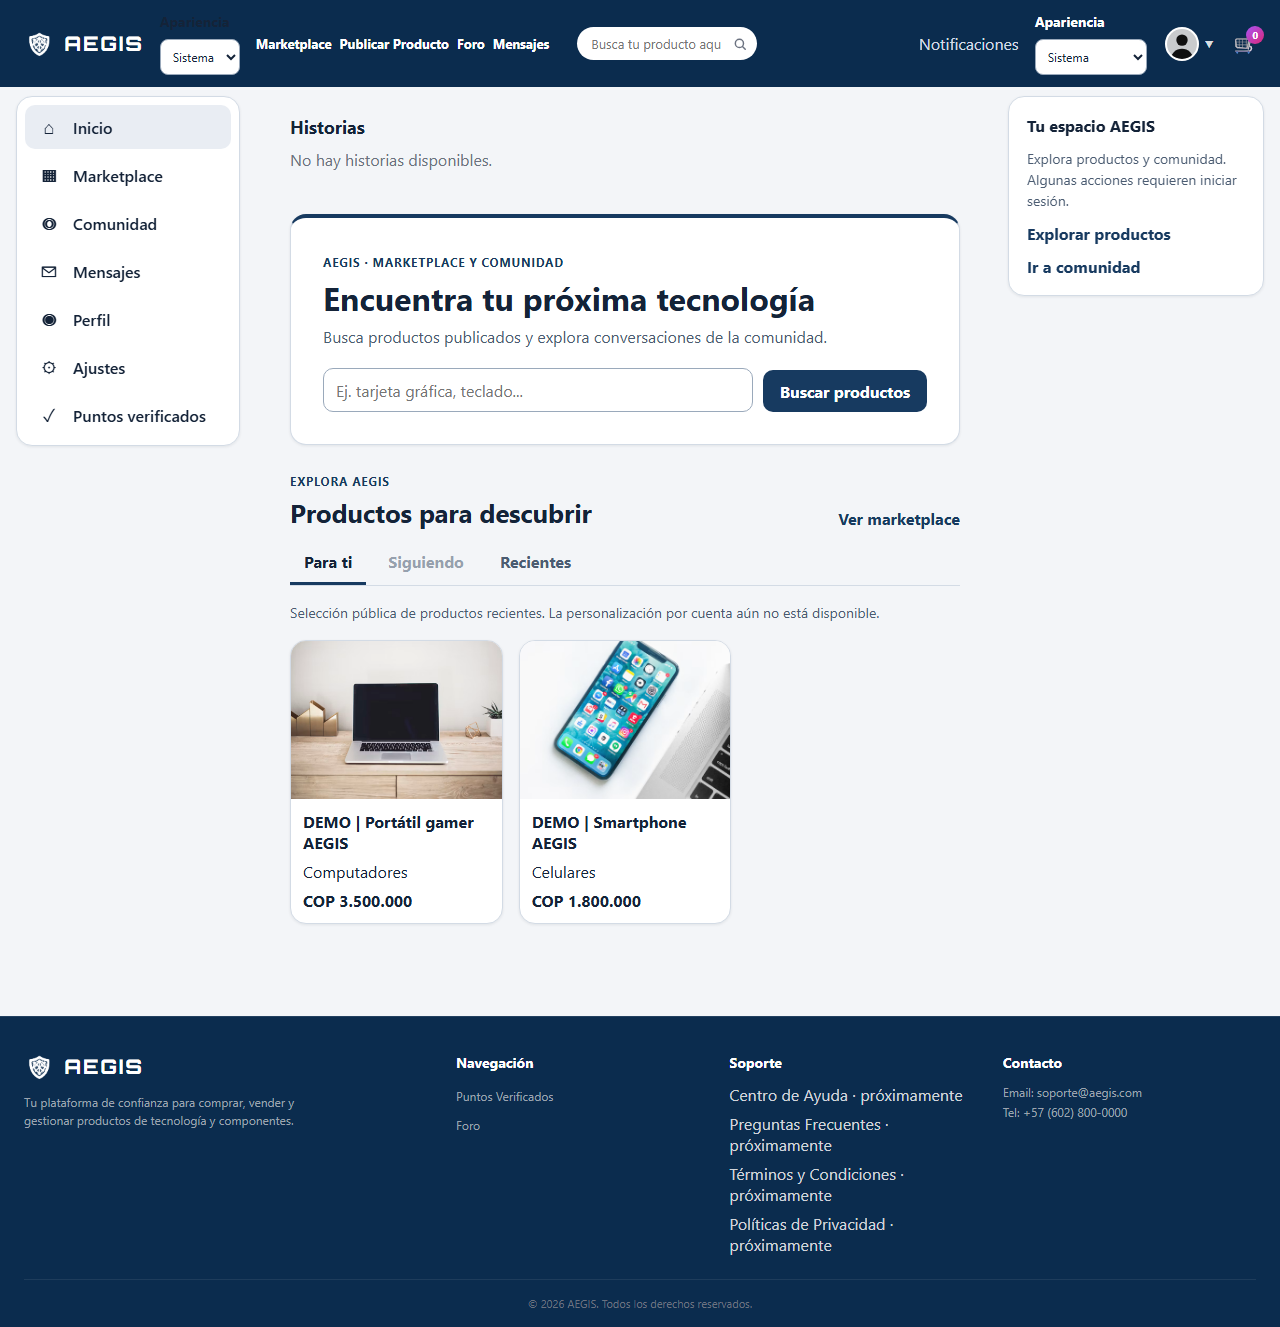 AEGIS
Apariencia
Sistema
Marketplace Publicar Producto Foro Mensajes
Busca tu producto aqu
Notificaciones
Apariencia
Sistema
0
Inicio
Marketplace
Comunidad
Mensajes
Perfil
Ajustes
Puntos verificados
Historias
No hay historias disponibles.
AEGIS · MARKETPLACE Y COMUNIDAD
Encuentra tu próxima tecnología
Busca productos publicados y explora conversaciones de la comunidad.
Ej. tarjeta gráfica, teclado...
Buscar productos
EXPLORA AEGIS
Productos para descubrir
Ver marketplace
Para ti Siguiendo Recientes
Selección pública de productos recientes. La personalización por cuenta aún no está disponible.
DEMO | Portátil gamer
AEGIS
Computadores
COP 3.500.000
DEMO | Smartphone
AEGIS
Celulares
COP 1.800.000
Tu espacio AEGIS
Explora productos y comunidad.
Algunas acciones requieren iniciar
sesión.
Explorar productos
Ir a comunidad
AEGIS
Tu plataforma de confianza para comprar, vender y
gestionar productos de tecnología y componentes.
Navegación
Puntos Verificados
Foro
Soporte
Centro de Ayuda · próximamente
Preguntas Frecuentes ·
próximamente
Términos y Condiciones ·
próximamente
Políticas de Privacidad ·
próximamente
Contacto
Email: soporte@aegis.com
Tel: +57 (602) 800-0000
© 2026 AEGIS. Todos los derechos reservados.